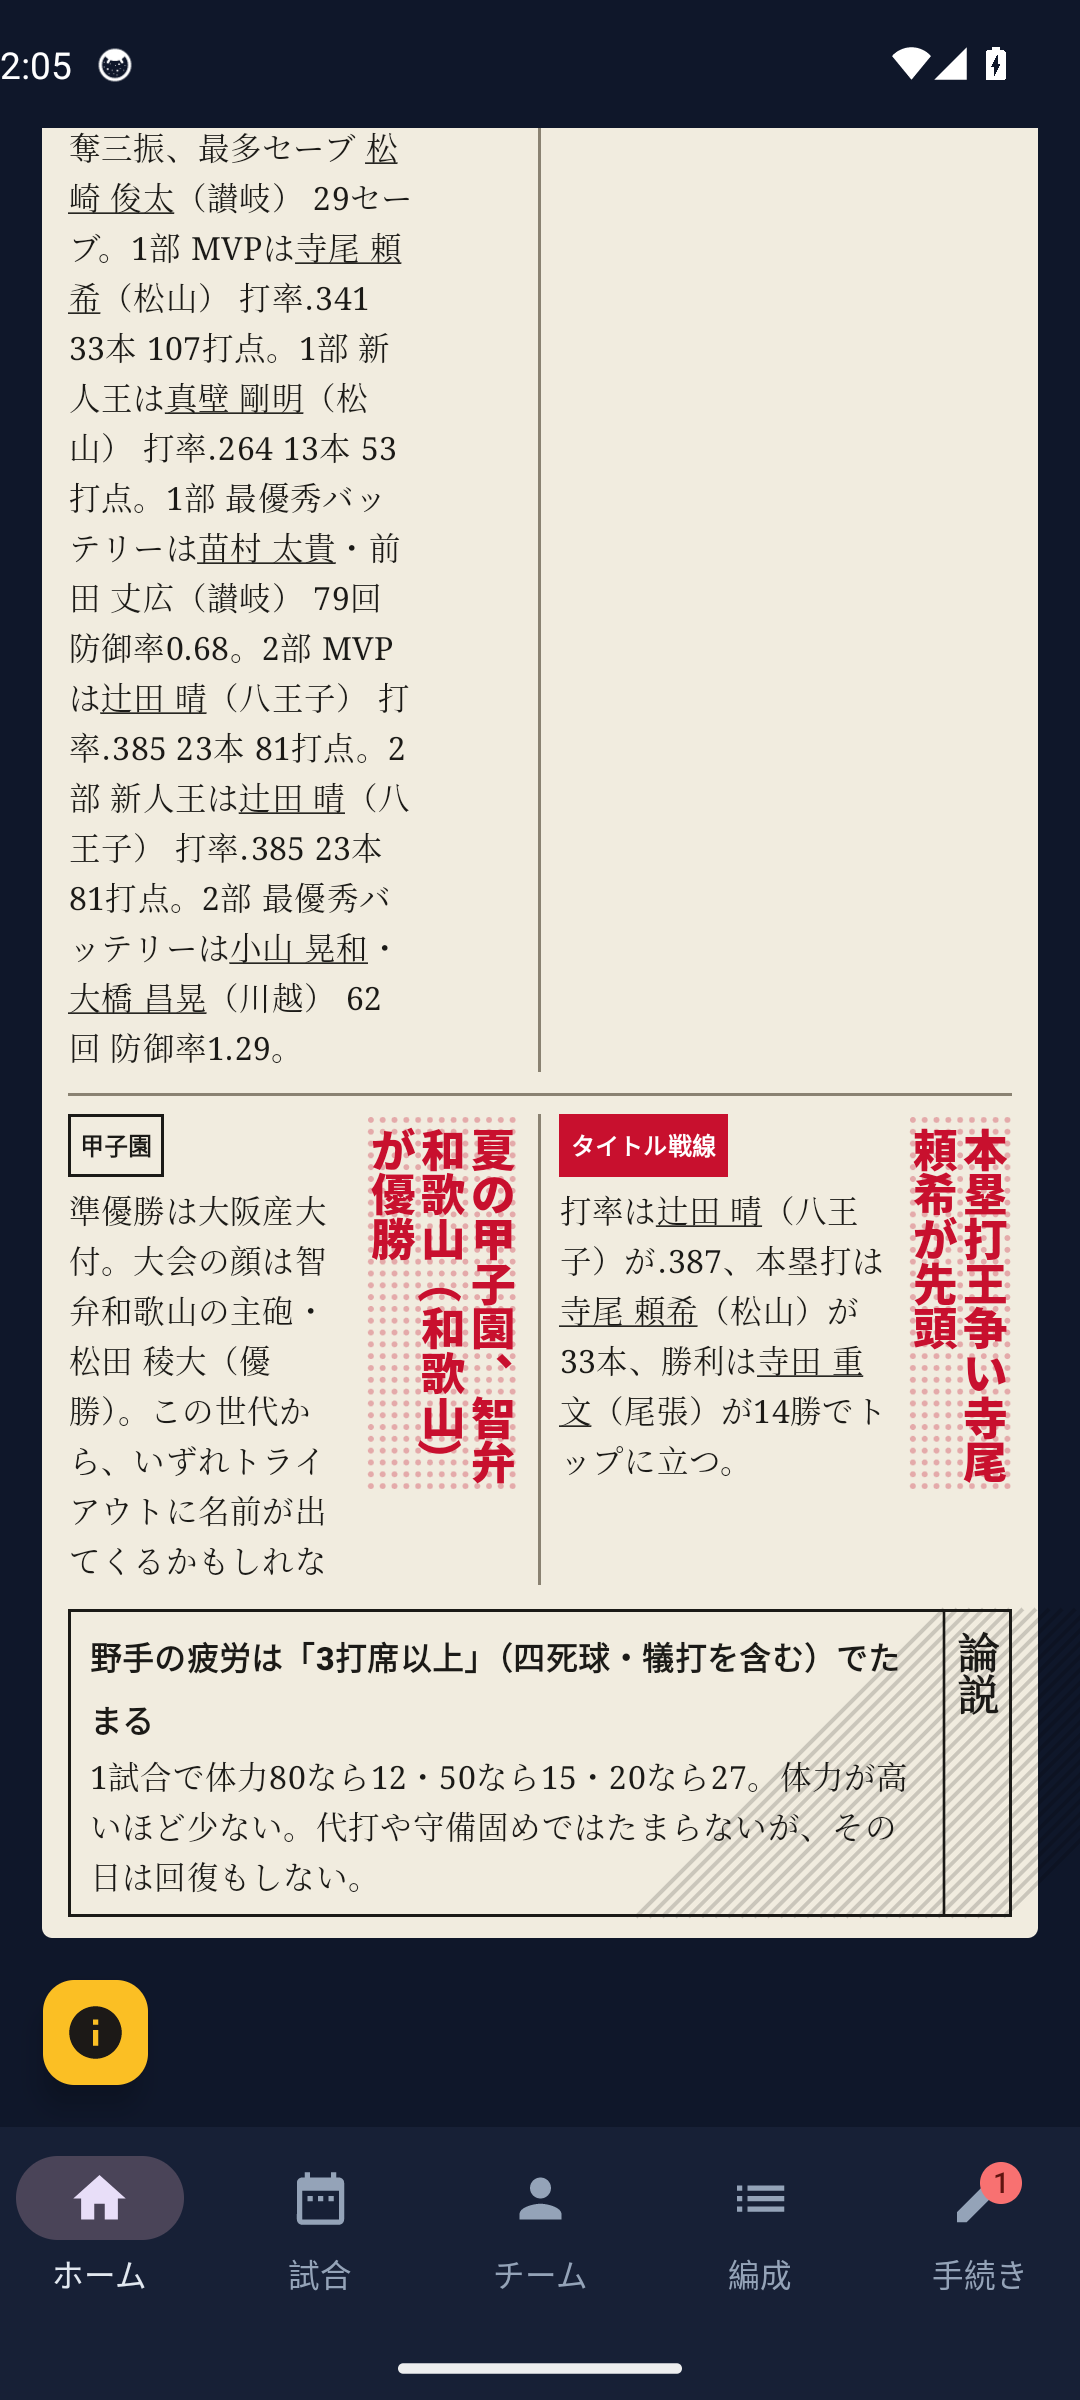 2:05
奪三振、最多セーブ 松
崎 俊太（讃岐） 29セー
ブ。1部 MVPは寺尾 頼
希（松山） 打率.341
33本 107打点。1部 新
人王は真壁 剛明（松
山） 打率.264 13本 53
打点。1部 最優秀バッ
テリーは苗村 太貴・前
田 丈広（讃岐） 79回
防御率0.68。2部 MVP
は辻田 晴（八王子） 打
率.385 23本 81打点。2
部 新人王は辻田 晴（八
王子） 打率.385 23本
81打点。2部 最優秀バ
ッテリーは小山 晃和・
大橋 昌晃（川越） 62
回 防御率1.29。
甲子園
夏の甲子園、智弁
和歌山（和歌山）
が優勝
準優勝は大阪産大
付。大会の顔は智
弁和歌山の主砲・
松田 稜大（優
勝）。この世代か
ら、いずれトライ
アウトに名前が出
てくるかもしれな
タイトル戦線
本塁打王争い寺尾
頼希が先頭
打率は辻田 晴（八王
子）が.387、本塁打は
寺尾 頼希（松山）が
33本、勝利は寺田 重
文（尾張）が14勝でト
ップに立つ。
論説
野手の疲労は「3打席以上」（四死球・犠打を含む）でた
まる
1試合で体力80なら12・50なら15・20なら27。体力が高
いほど少ない。代打や守備固めではたまらないが、その
日は回復もしない。
1
ホーム
試合
チーム
編成
手続き